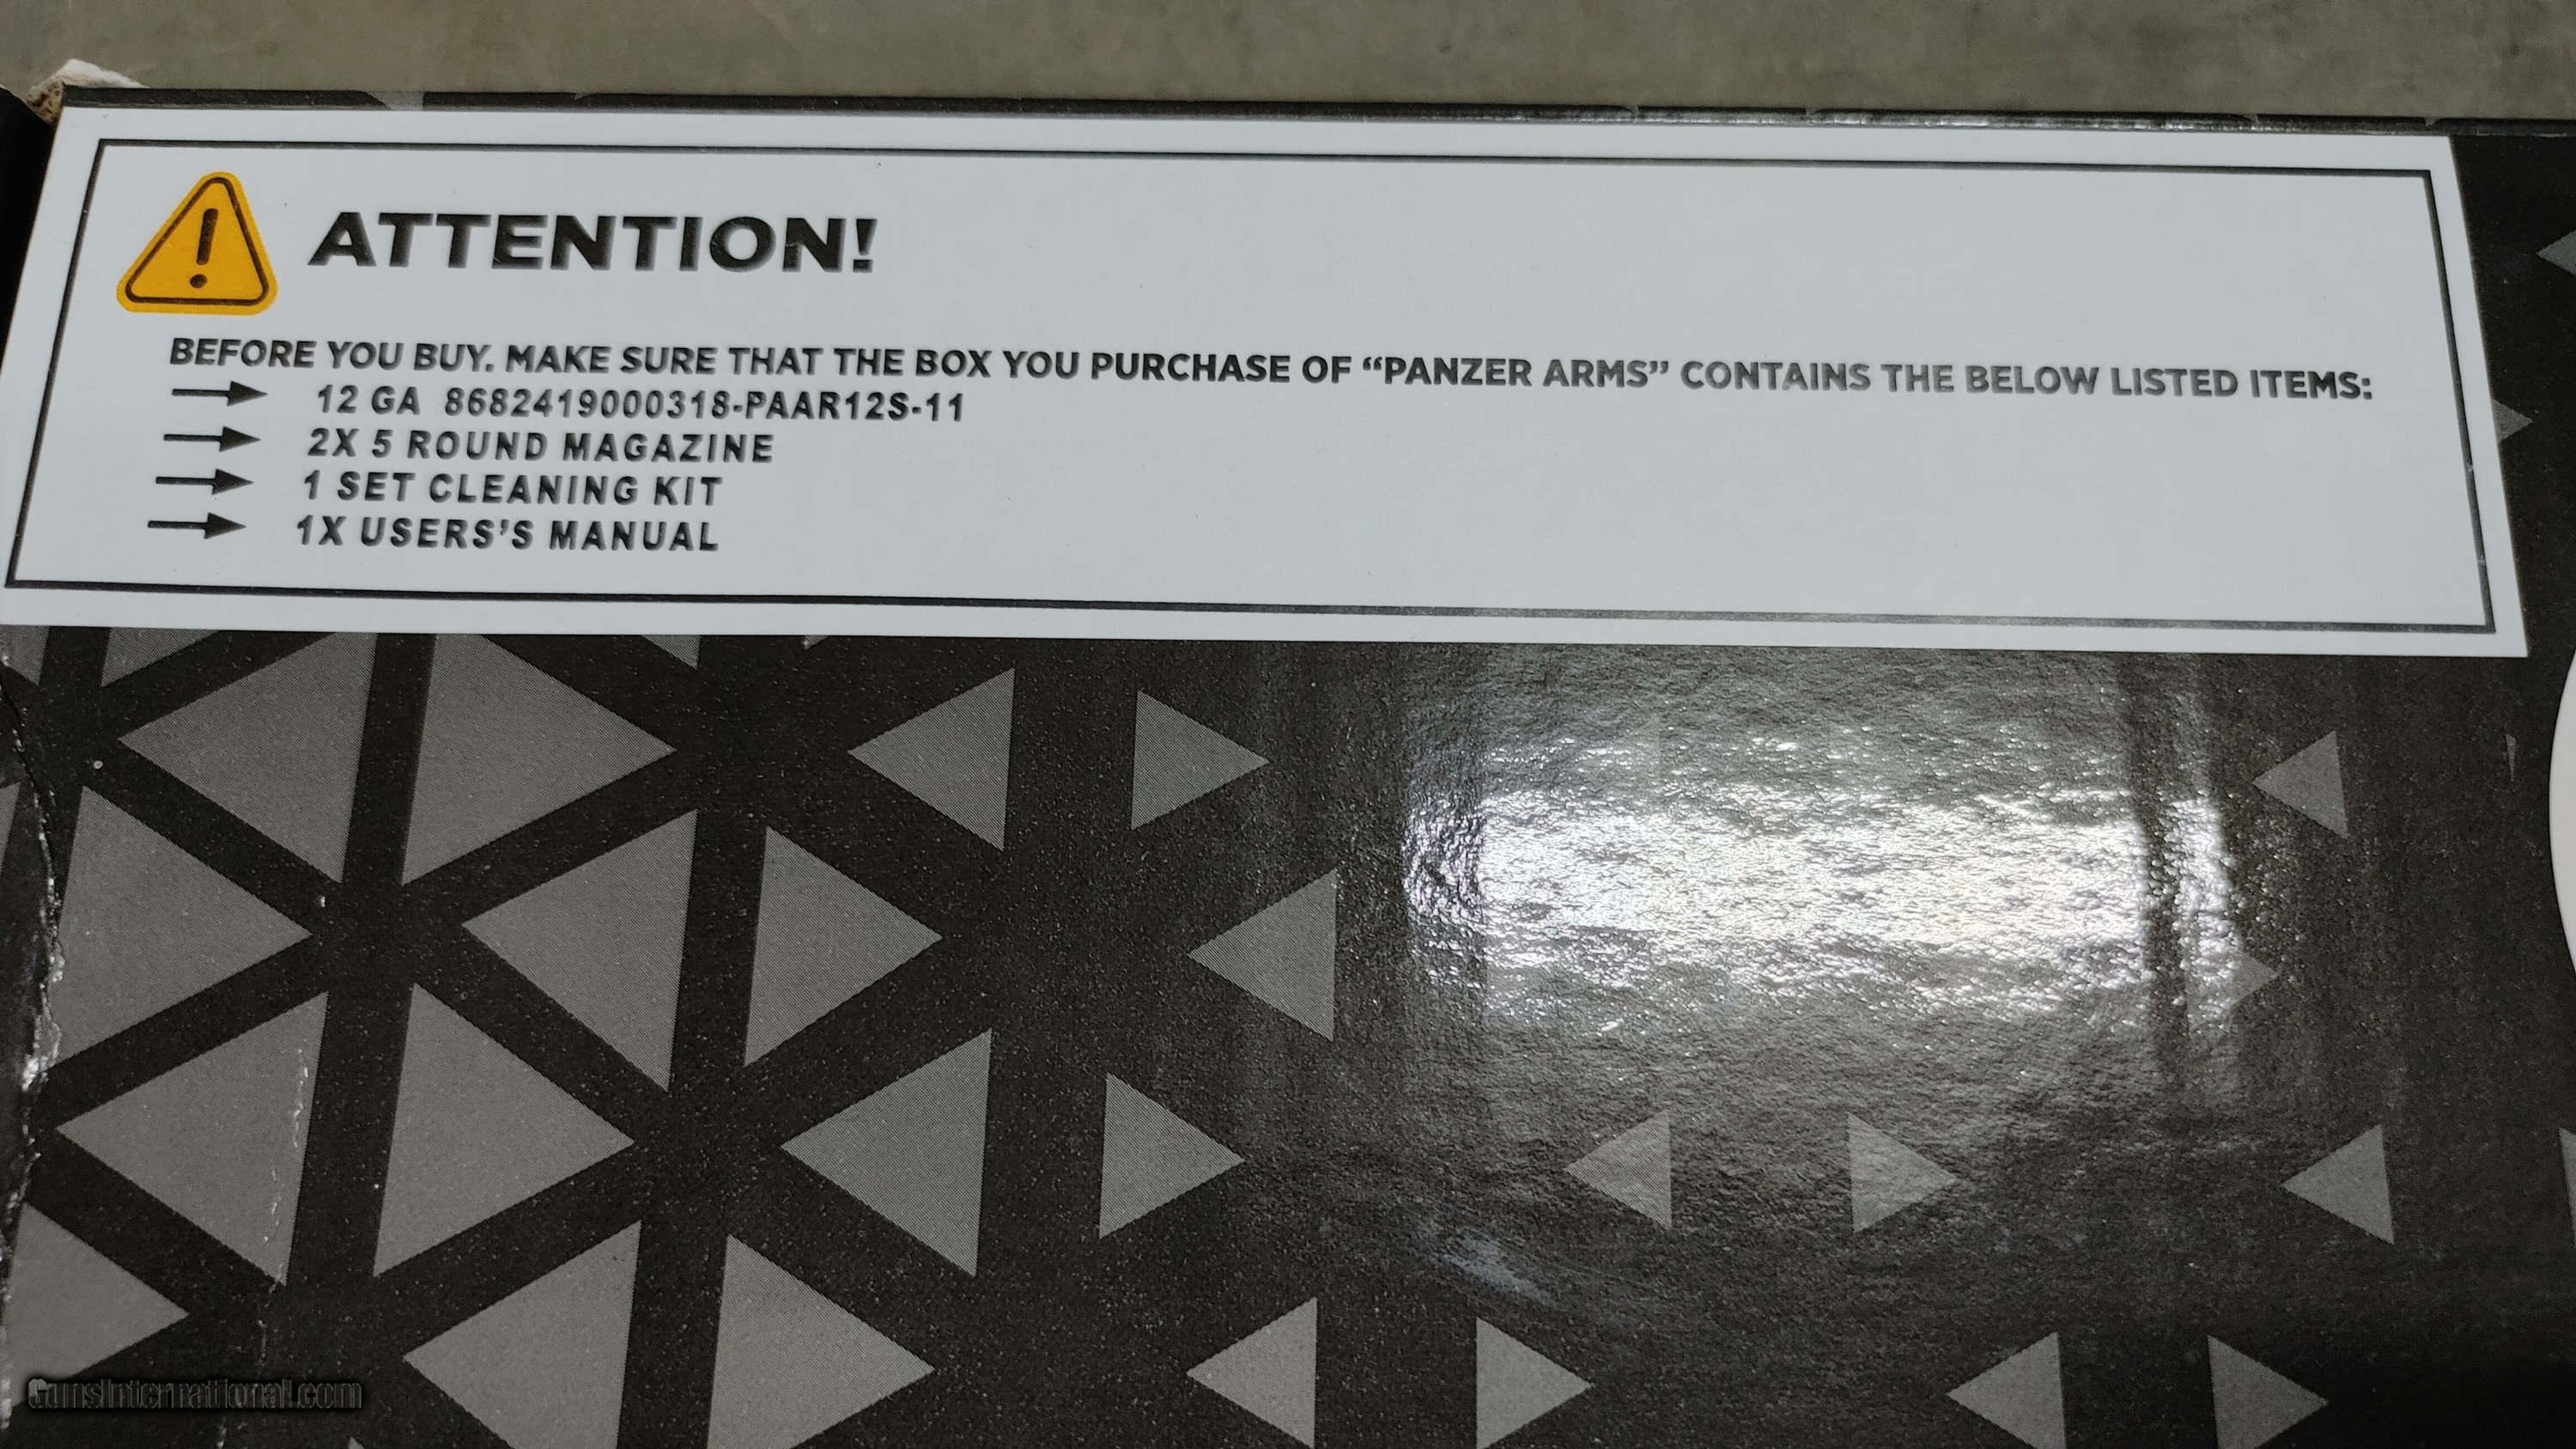 ATTENTION!
BEFORE YOU BUY. MAKE SURE THAT THE BOX YOU PURCHASE OF “PANZER ARMS” CONTAINS THE BELOW LISTED ITEMS:
12 GA 8682419000318-PAAR12S-11
2X 5 ROUND MAGAZINE
1 SET CLEANING KIT
1X USERS’S MANUAL
GunsInternational.com